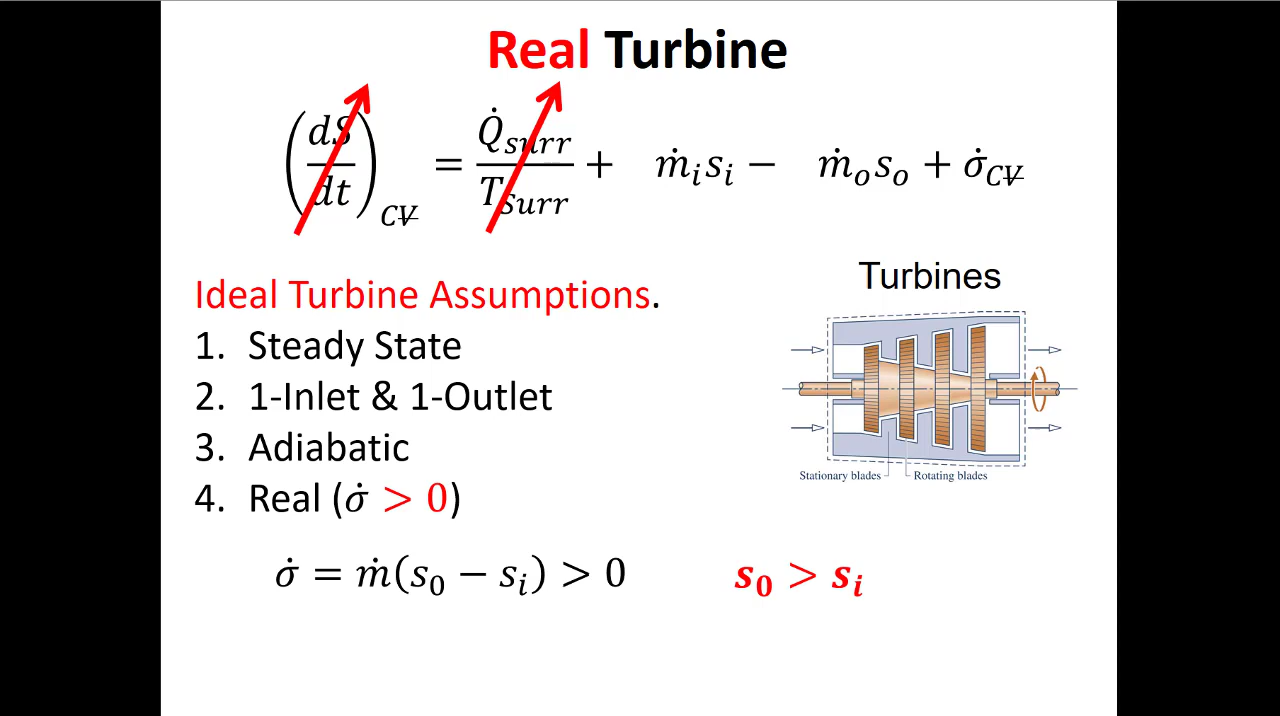 Real Turbine
(dS/dt)_CV = Q̇_surr/T_Surr + ṁ_i s_i − ṁ_o s_o + σ̇_CV
Ideal Turbine Assumptions.
1. Steady State
2. 1-Inlet & 1-Outlet
3. Adiabatic
4. Real (σ̇ > 0)
σ̇ = ṁ(s_0 − s_i) > 0
s_0 > s_i
Turbines
Stationary blades
Rotating blades